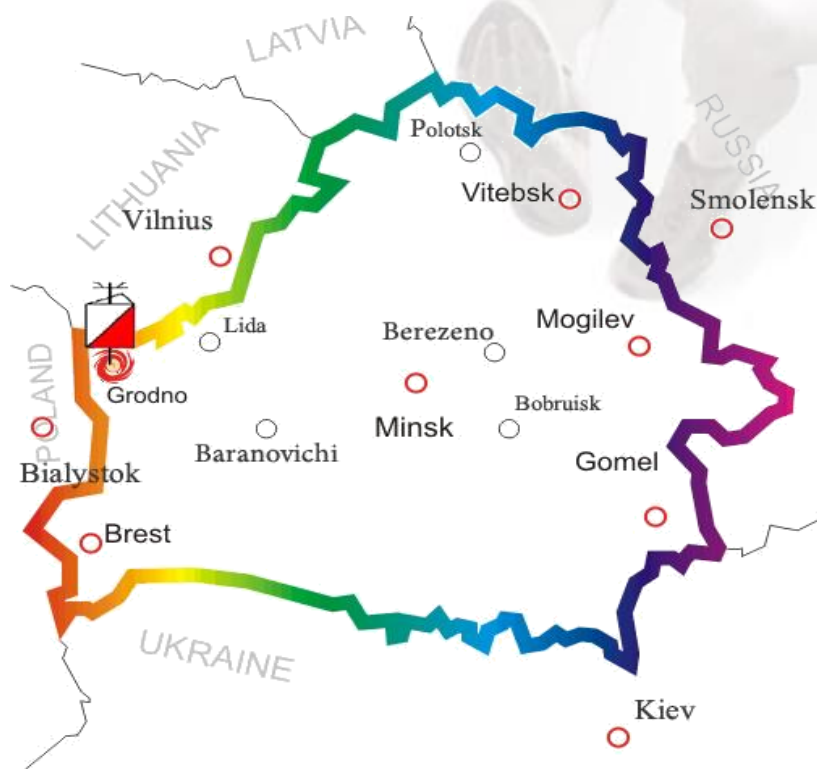 LATVIA
RUSSIA
LITHUANIA
Polotsk
Vitebsk
Smolensk
Vilnius
Lida
Berezeno
Mogilev
POLAND
Grodno
Minsk
Bobruisk
Baranovichi
Gomel
Bialystok
Brest
UKRAINE
Kiev